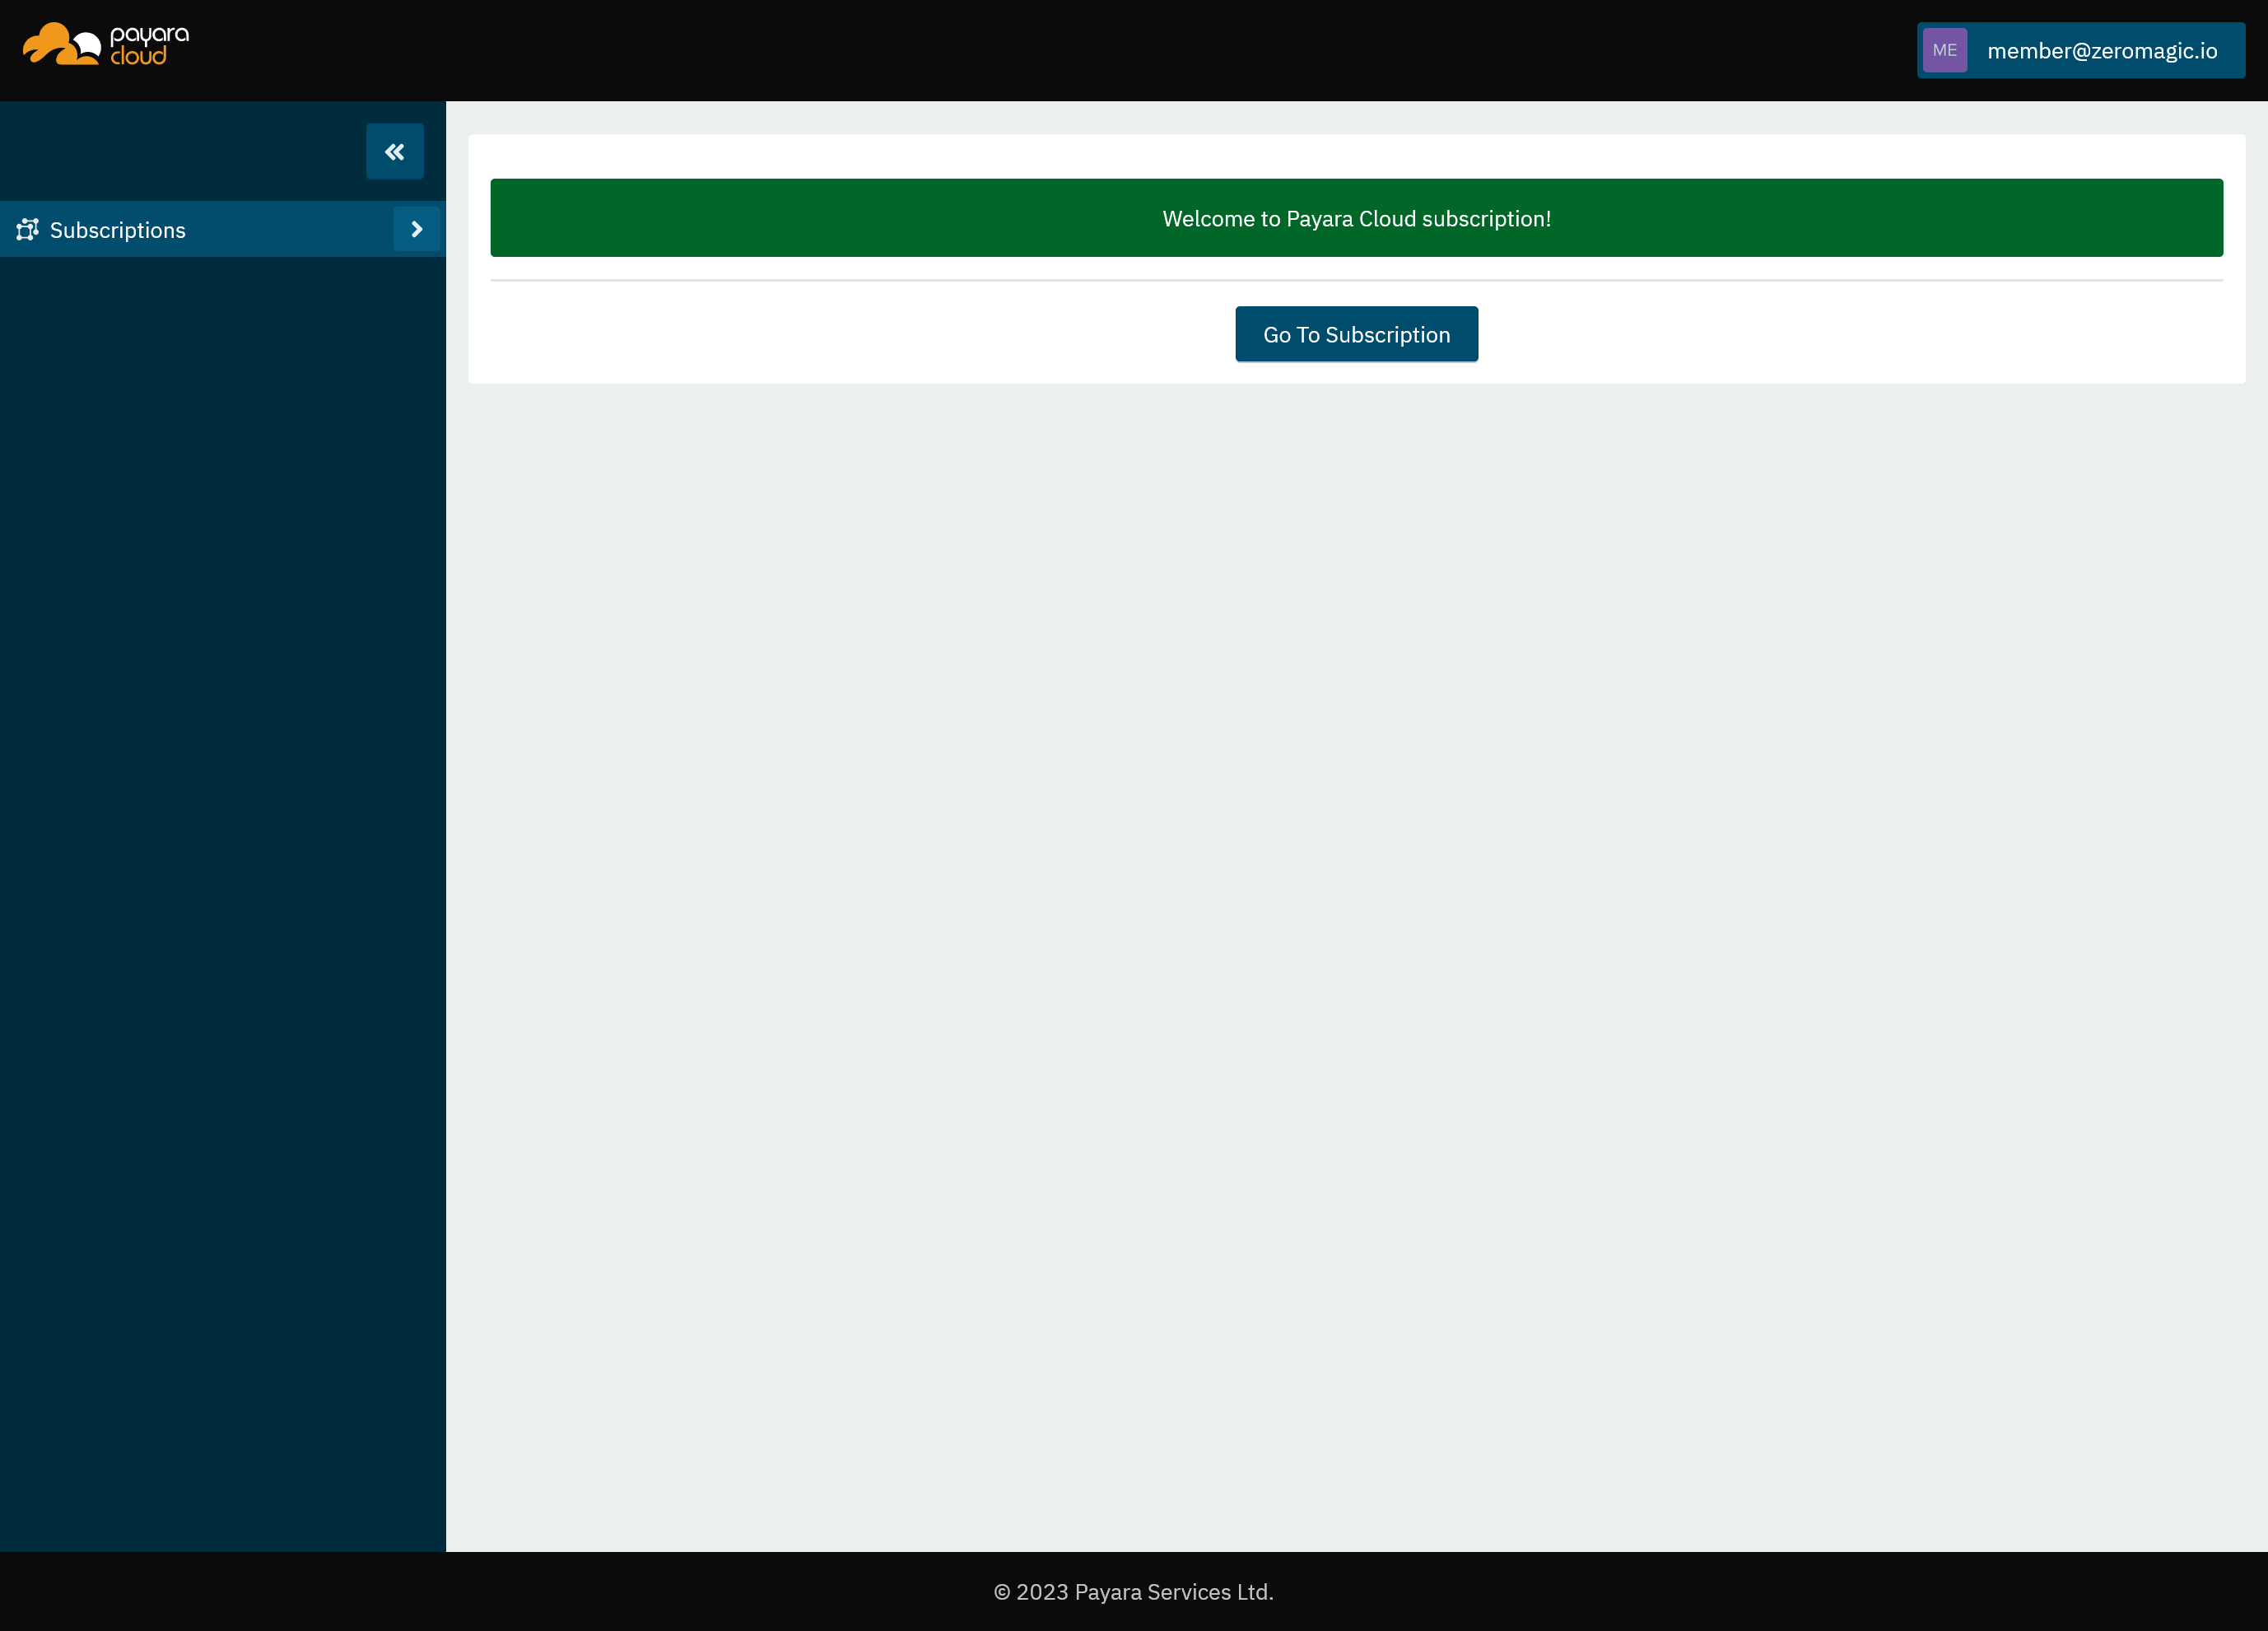 payara
cloud
ME
member@zeromagic.io
Subscriptions
Welcome to Payara Cloud subscription!
Go To Subscription
© 2023 Payara Services Ltd.